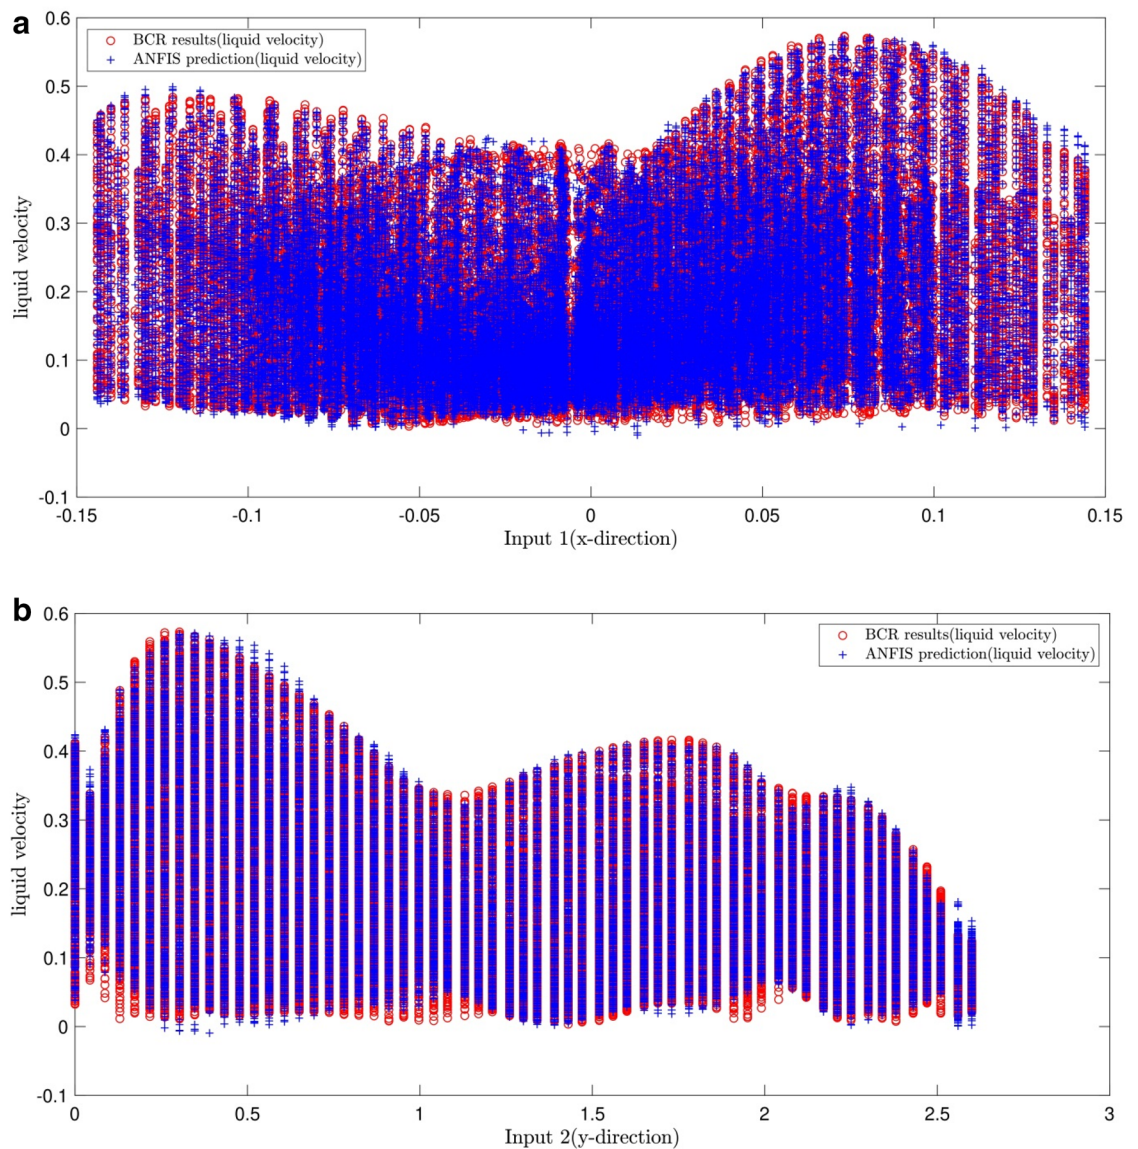 a
0.6
0.5
0.4
0.3
0.2
0.1
0
-0.1
liquid velocity
BCR results(liquid velocity)
ANFIS prediction(liquid velocity)
-0.15 -0.1 -0.05 0 0.05 0.1 0.15
Input 1(x-direction)
b
0.6
0.5
0.4
0.3
0.2
0.1
0
-0.1
liquid velocity
BCR results(liquid velocity)
ANFIS prediction(liquid velocity)
0 0.5 1 1.5 2 2.5 3
Input 2(y-direction)